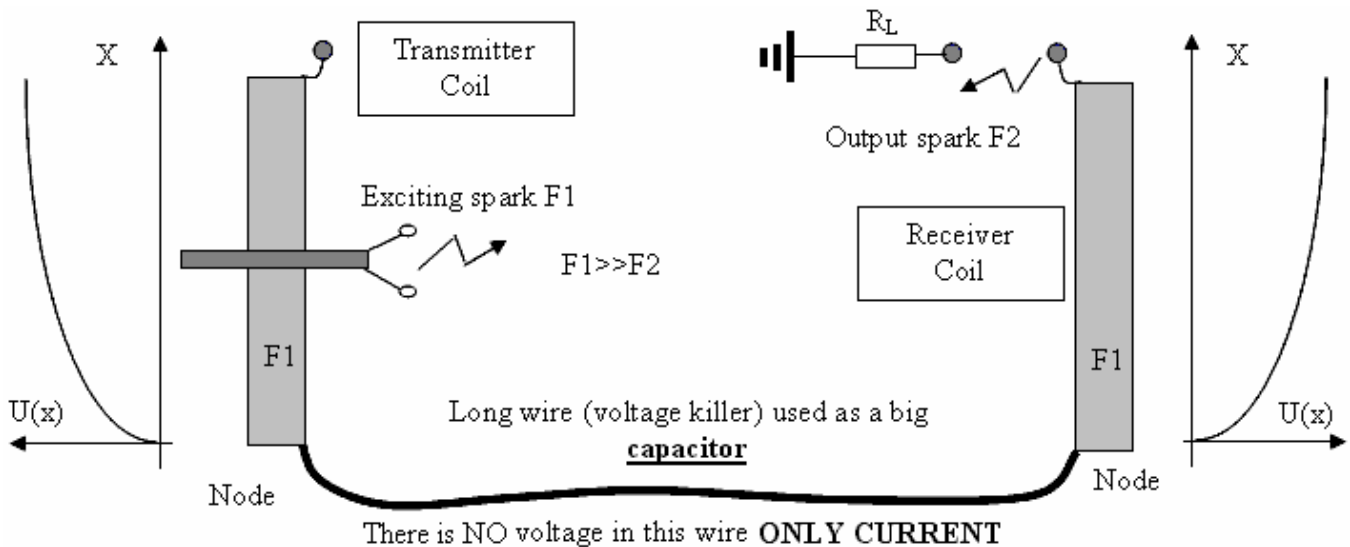 X
Transmitter
Coil
R_L
X
Output spark F2
Exciting spark F1
F1>>F2
Receiver
Coil
F1
F1
U(x)
Long wire (voltage killer) used as a big
capacitor
U(x)
Node
Node
There is NO voltage in this wire ONLY CURRENT